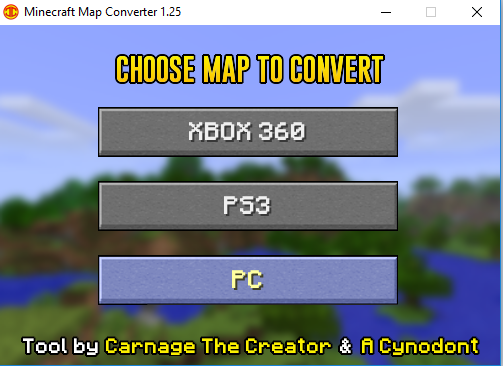 Minecraft Map Converter 1.25
CHOOSE MAP TO CONVERT
XBOX 360
PS3
PC
Tool by Carnage The Creator & A Cynodont